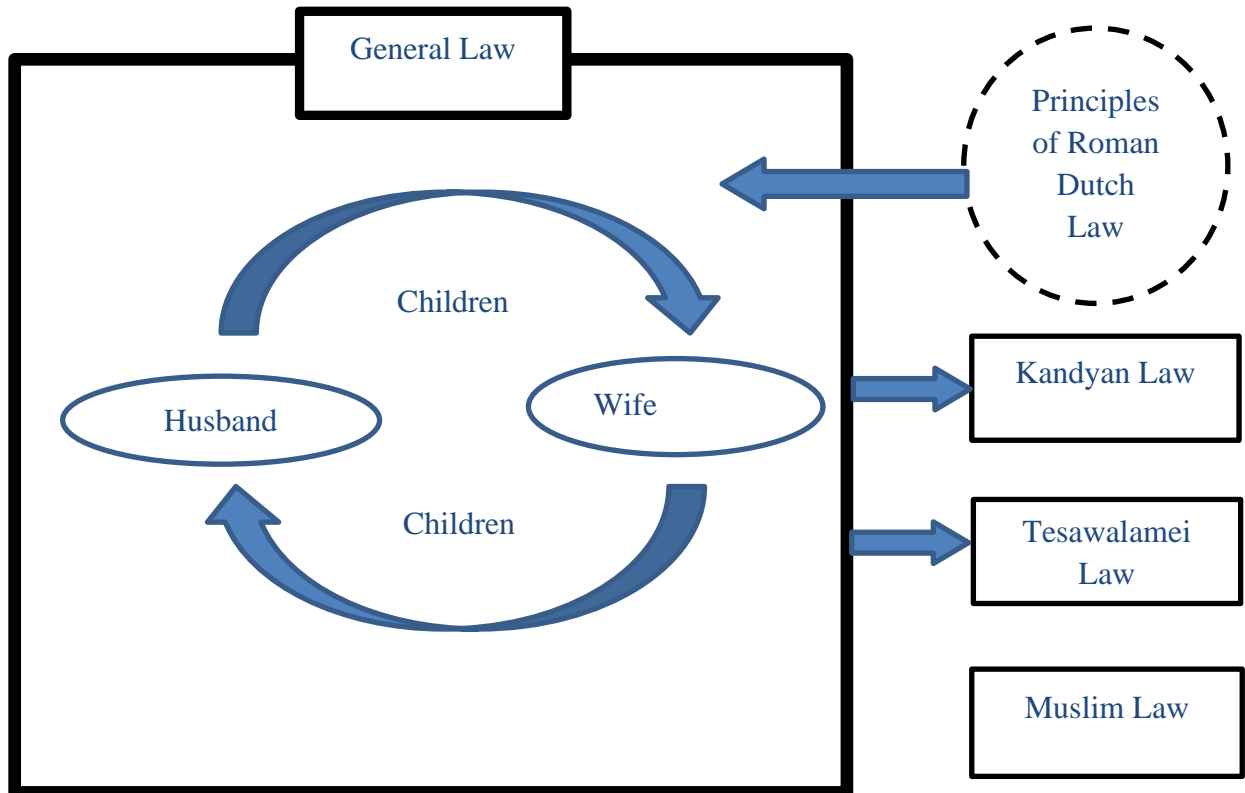 General Law
Principles
of Roman
Dutch
Law
Children
Kandyan Law
Husband
Wife
Children
Tesawalamei
Law
Muslim Law